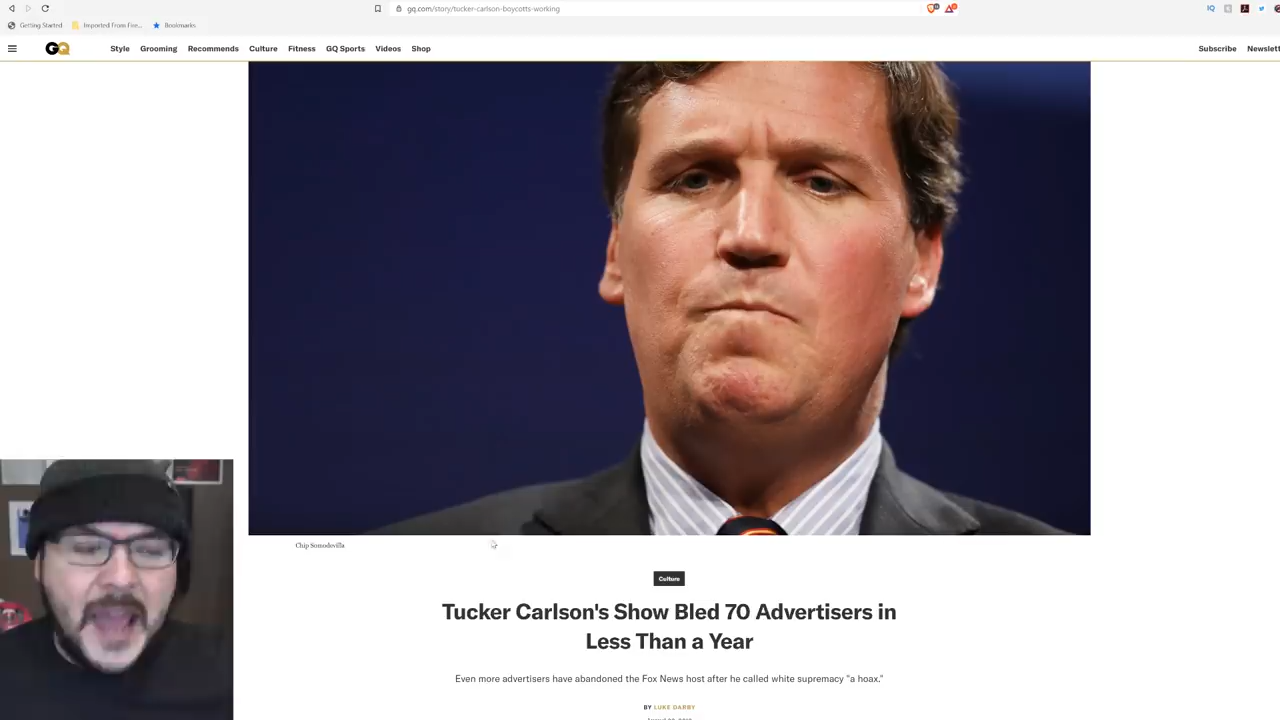 gq.com/story/tucker-carlson-boycotts-working
Getting Started Imported From Fire... Bookmarks
GQ Style Grooming Recommends Culture Fitness GQ Sports Videos Shop Subscribe Newslett
Chip Somodevilla
Culture
Tucker Carlson's Show Bled 70 Advertisers in
Less Than a Year
Even more advertisers have abandoned the Fox News host after he called white supremacy "a hoax."
BY LUKE DARBY